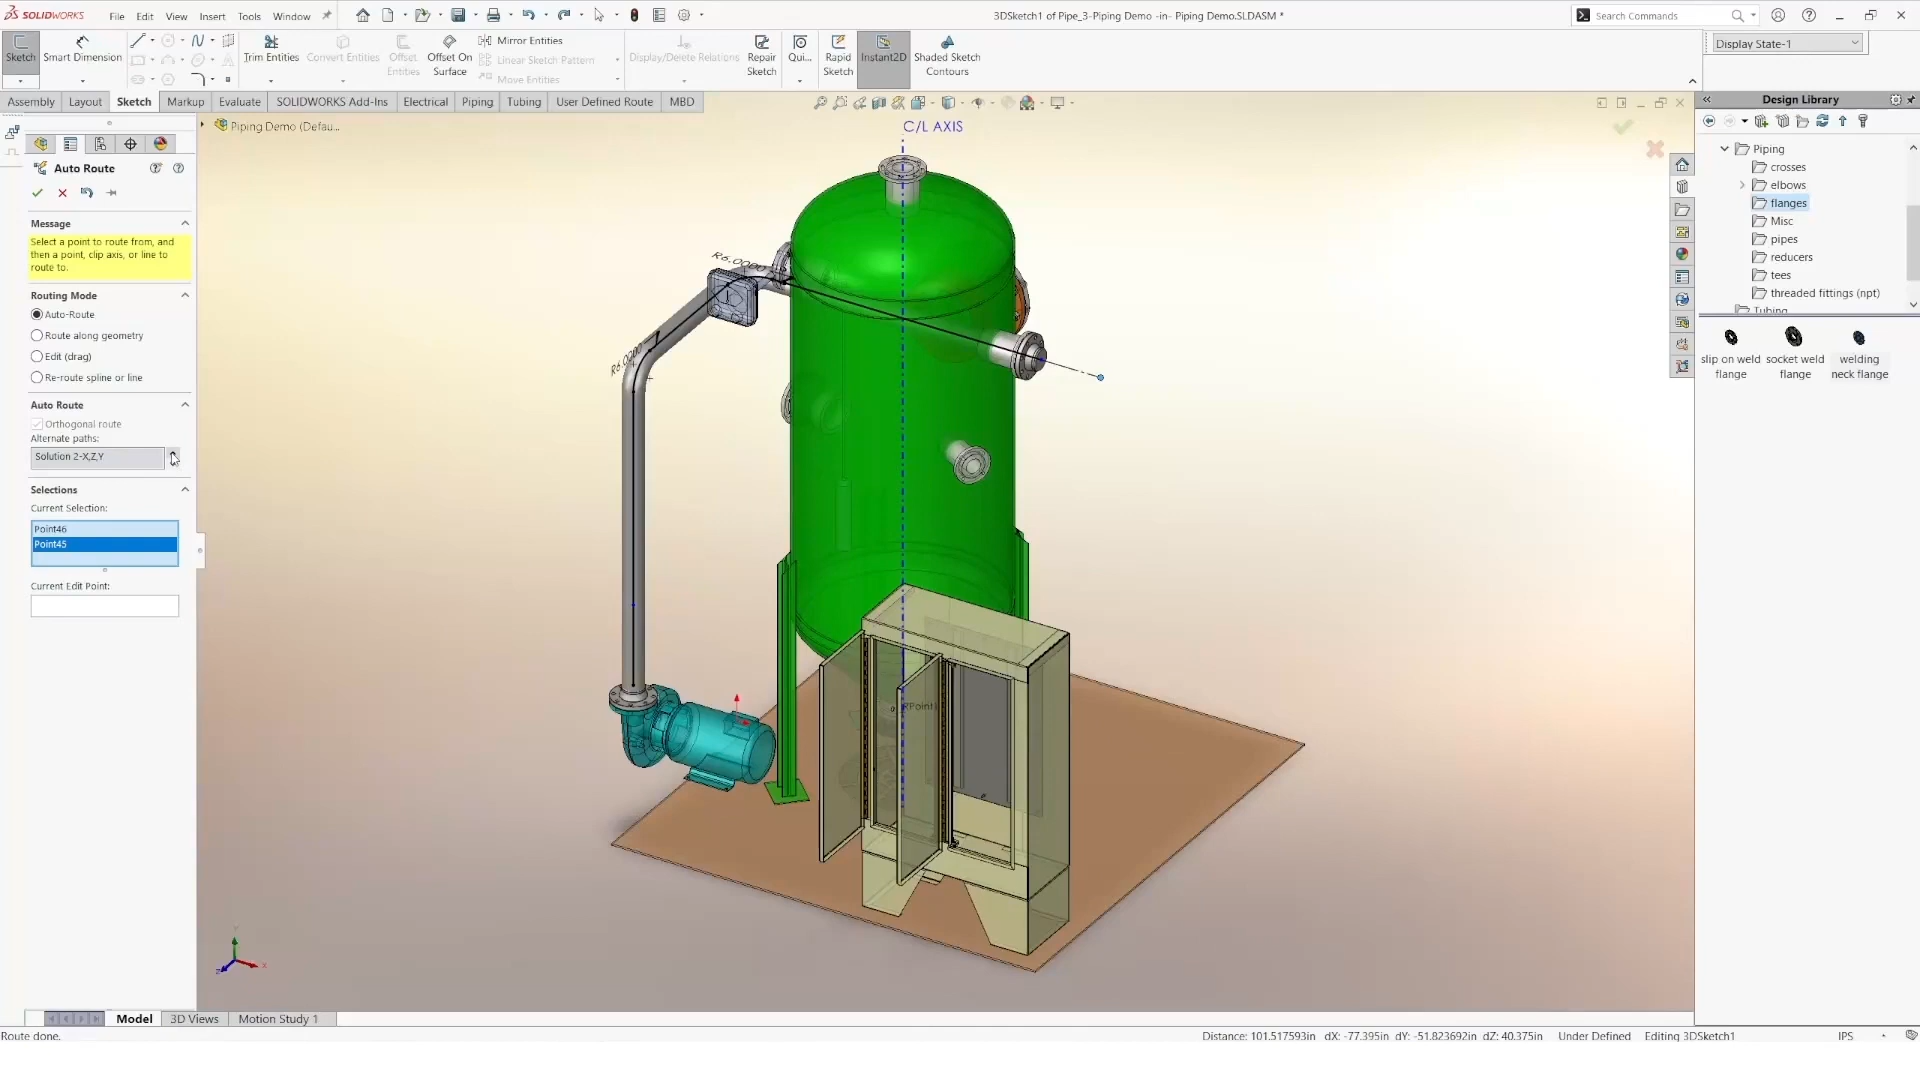 SOLIDWORKS File Edit View Insert Tools Window
3DSketch1 of Pipe_3-Piping Demo -in- Piping Demo.SLDASM *
Search Commands
Sketch Smart Dimension
Trim Entities Convert Entities Offset Entities Offset On Surface
Mirror Entities
Linear Sketch Pattern
Move Entities
Display/Delete Relations Repair Sketch Qui... Rapid Sketch Instant2D Shaded Sketch Contours
Display State-1
Assembly Layout Sketch Markup Evaluate SOLIDWORKS Add-Ins Electrical Piping Tubing User Defined Route MBD
Piping Demo (Defau...
Auto Route
Message
Select a point to route from, and
then a point, clip axis, or line to
route to.
Routing Mode
Auto-Route
Route along geometry
Edit (drag)
Re-route spline or line
Auto Route
Orthogonal route
Alternate paths:
Solution 2-X,Z,Y
Selections
Current Selection:
Point46
Point45
Current Edit Point:
C/L AXIS
R6.0000
R6.0000
Design Library
Piping
crosses
elbows
flanges
Misc
pipes
reducers
tees
threaded fittings (npt)
Tubing
slip on weld flange
socket weld flange
welding neck flange
Y
X
Z
Model 3D Views Motion Study 1
Route done.
Distance: 101.517593in dX: -77.395in dY: -51.823692in dZ: 40.375in Under Defined Editing 3DSketch1 IPS